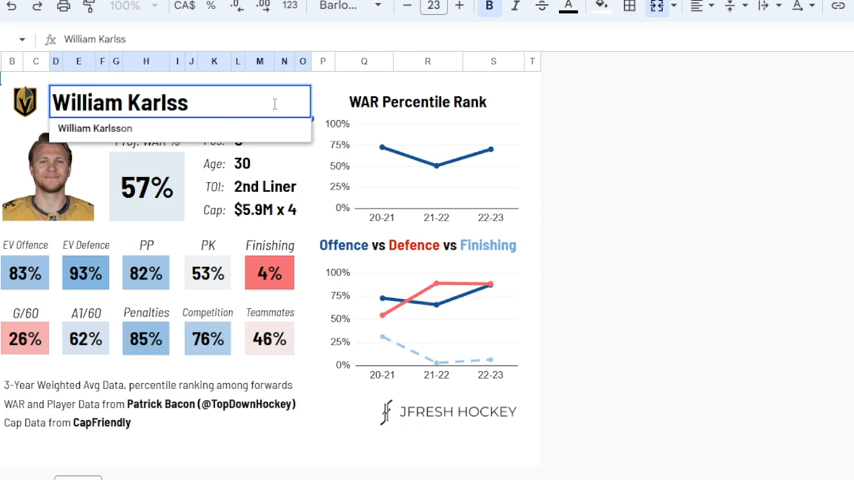 100%
CA$ % .0 .00 123
Barlo...
23
B I A
William Karlss
B C D E F G H I J K L M N O P Q R S T
William Karlss
William Karlsson
Age: 30
57%
TOI: 2nd Liner
Cap: $5.9M x 4
EV Offence EV Defence PP PK Finishing
83% 93% 82% 53% 4%
G/60 A1/60 Penalties Competition Teammates
26% 62% 85% 76% 46%
3-Year Weighted Avg Data, percentile ranking among forwards
WAR and Player Data from Patrick Bacon (@TopDownHockey)
Cap Data from CapFriendly
WAR Percentile Rank
100%
75%
50%
25%
0%
20-21 21-22 22-23
Offence vs Defence vs Finishing
100%
75%
50%
25%
0%
20-21 21-22 22-23
JFRESH HOCKEY